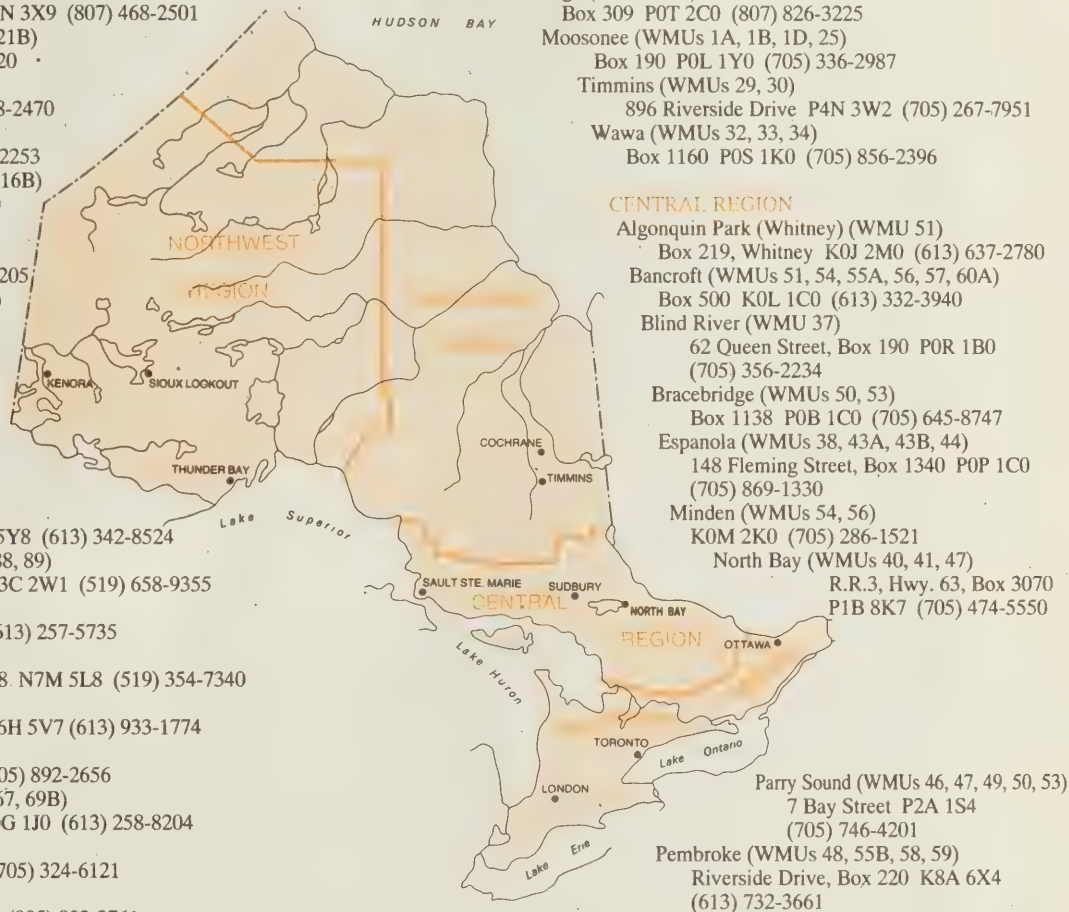 N 3X9 (807) 468-2501
21B)
20
8-2470
2253
16B)
205
5Y8 (613) 342-8524
88, 89)
3C 2W1 (519) 658-9355
613) 257-5735
8 N7M 5L8 (519) 354-7340
6H 5V7 (613) 933-1774
05) 892-2656
67, 69B)
0G 1J0 (613) 258-8204
705) 324-6121
HUDSON BAY
NORTHWEST
REGION
KENORA
SIOUX LOOKOUT
THUNDER BAY
COCHRANE
TIMMINS
Lake Superior
SAULT STE. MARIE
SUDBURY
CENTRAL
NORTH BAY
REGION
OTTAWA
Lake Huron
TORONTO
Lake Ontario
LONDON
Lake Erie
Box 309 P0T 2C0 (807) 826-3225
Moosonee (WMUs 1A, 1B, 1D, 25)
Box 190 P0L 1Y0 (705) 336-2987
Timmins (WMUs 29, 30)
896 Riverside Drive P4N 3W2 (705) 267-7951
Wawa (WMUs 32, 33, 34)
Box 1160 P0S 1K0 (705) 856-2396
CENTRAL REGION
Algonquin Park (Whitney) (WMU 51)
Box 219, Whitney K0J 2M0 (613) 637-2780
Bancroft (WMUs 51, 54, 55A, 56, 57, 60A)
Box 500 K0L 1C0 (613) 332-3940
Blind River (WMU 37)
62 Queen Street, Box 190 P0R 1B0
(705) 356-2234
Bracebridge (WMUs 50, 53)
Box 1138 P0B 1C0 (705) 645-8747
Espanola (WMUs 38, 43A, 43B, 44)
148 Fleming Street, Box 1340 P0P 1C0
(705) 869-1330
Minden (WMUs 54, 56)
K0M 2K0 (705) 286-1521
North Bay (WMUs 40, 41, 47)
R.R.3, Hwy. 63, Box 3070
P1B 8K7 (705) 474-5550
Parry Sound (WMUs 46, 47, 49, 50, 53)
7 Bay Street P2A 1S4
(705) 746-4201
Pembroke (WMUs 48, 55B, 58, 59)
Riverside Drive, Box 220 K8A 6X4
(613) 732-3661